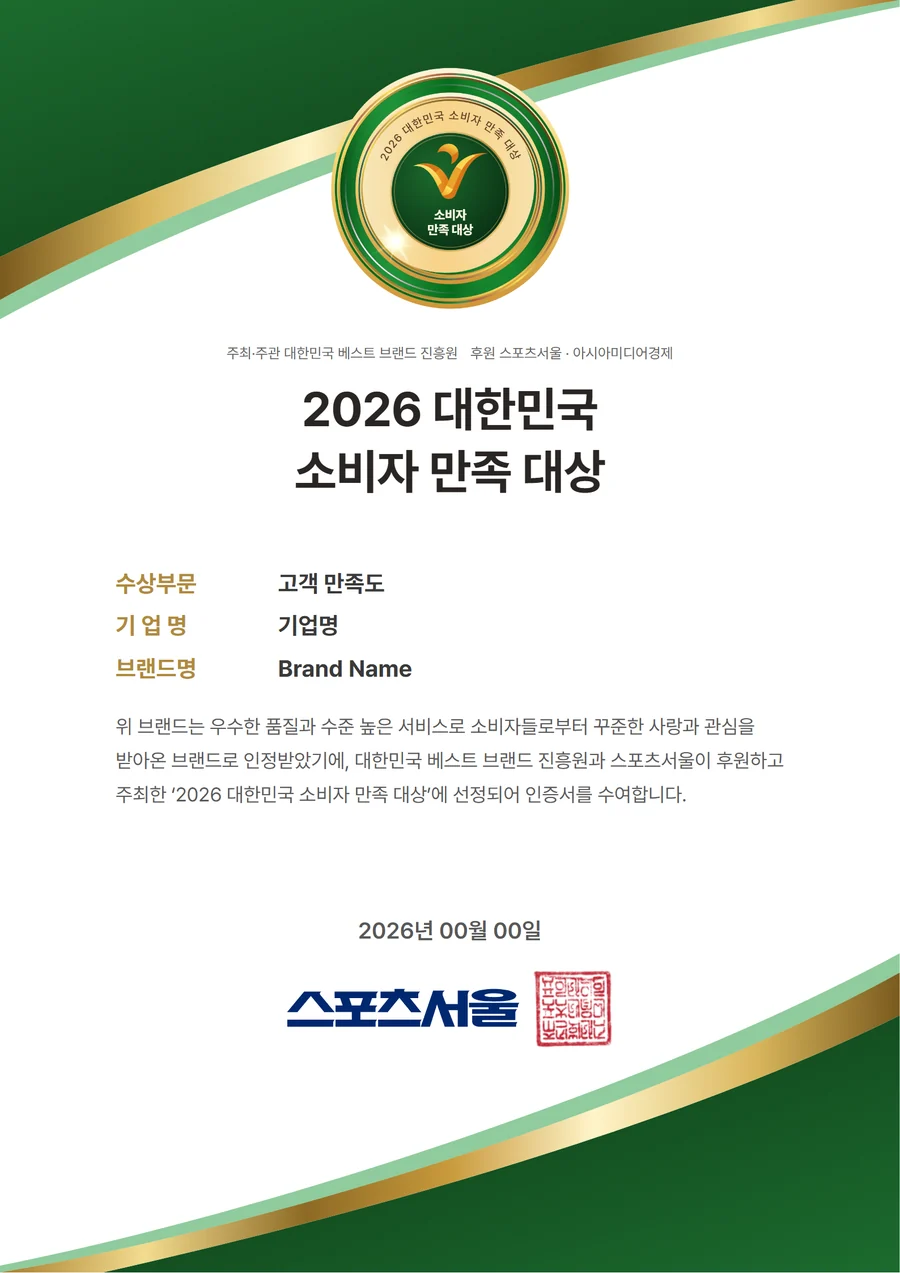 2026 대한민국 소비자 만족 대상
소비자
만족 대상
주최·주관 대한민국 베스트 브랜드 진흥원 후원 스포츠서울 · 아시아미디어경제
2026 대한민국
소비자 만족 대상
수상부문 고객 만족도
기 업 명 기업명
브랜드명 Brand Name
위 브랜드는 우수한 품질과 수준 높은 서비스로 소비자들로부터 꾸준한 사랑과 관심을
받아온 브랜드로 인정받았기에, 대한민국 베스트 브랜드 진흥원과 스포츠서울이 후원하고
주최한 ‘2026 대한민국 소비자 만족 대상’에 선정되어 인증서를 수여합니다.
2026년 00월 00일
스포츠서울